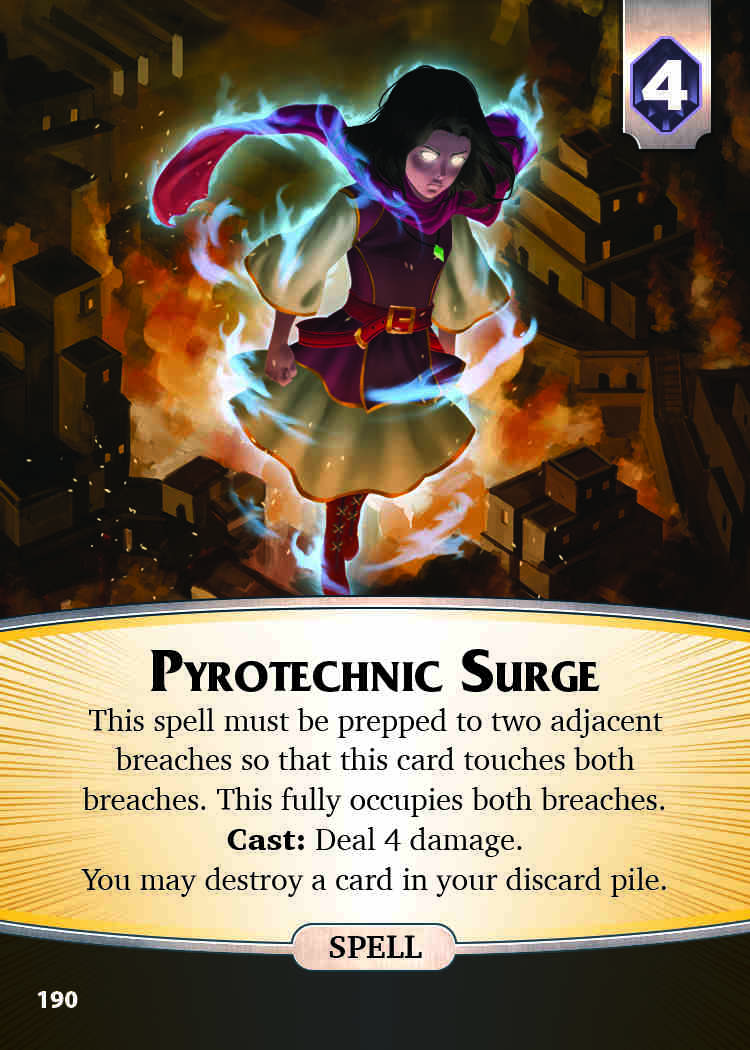 4
Pyrotechnic Surge
This spell must be prepped to two adjacent
breaches so that this card touches both
breaches. This fully occupies both breaches.
Cast: Deal 4 damage.
You may destroy a card in your discard pile.
SPELL
190